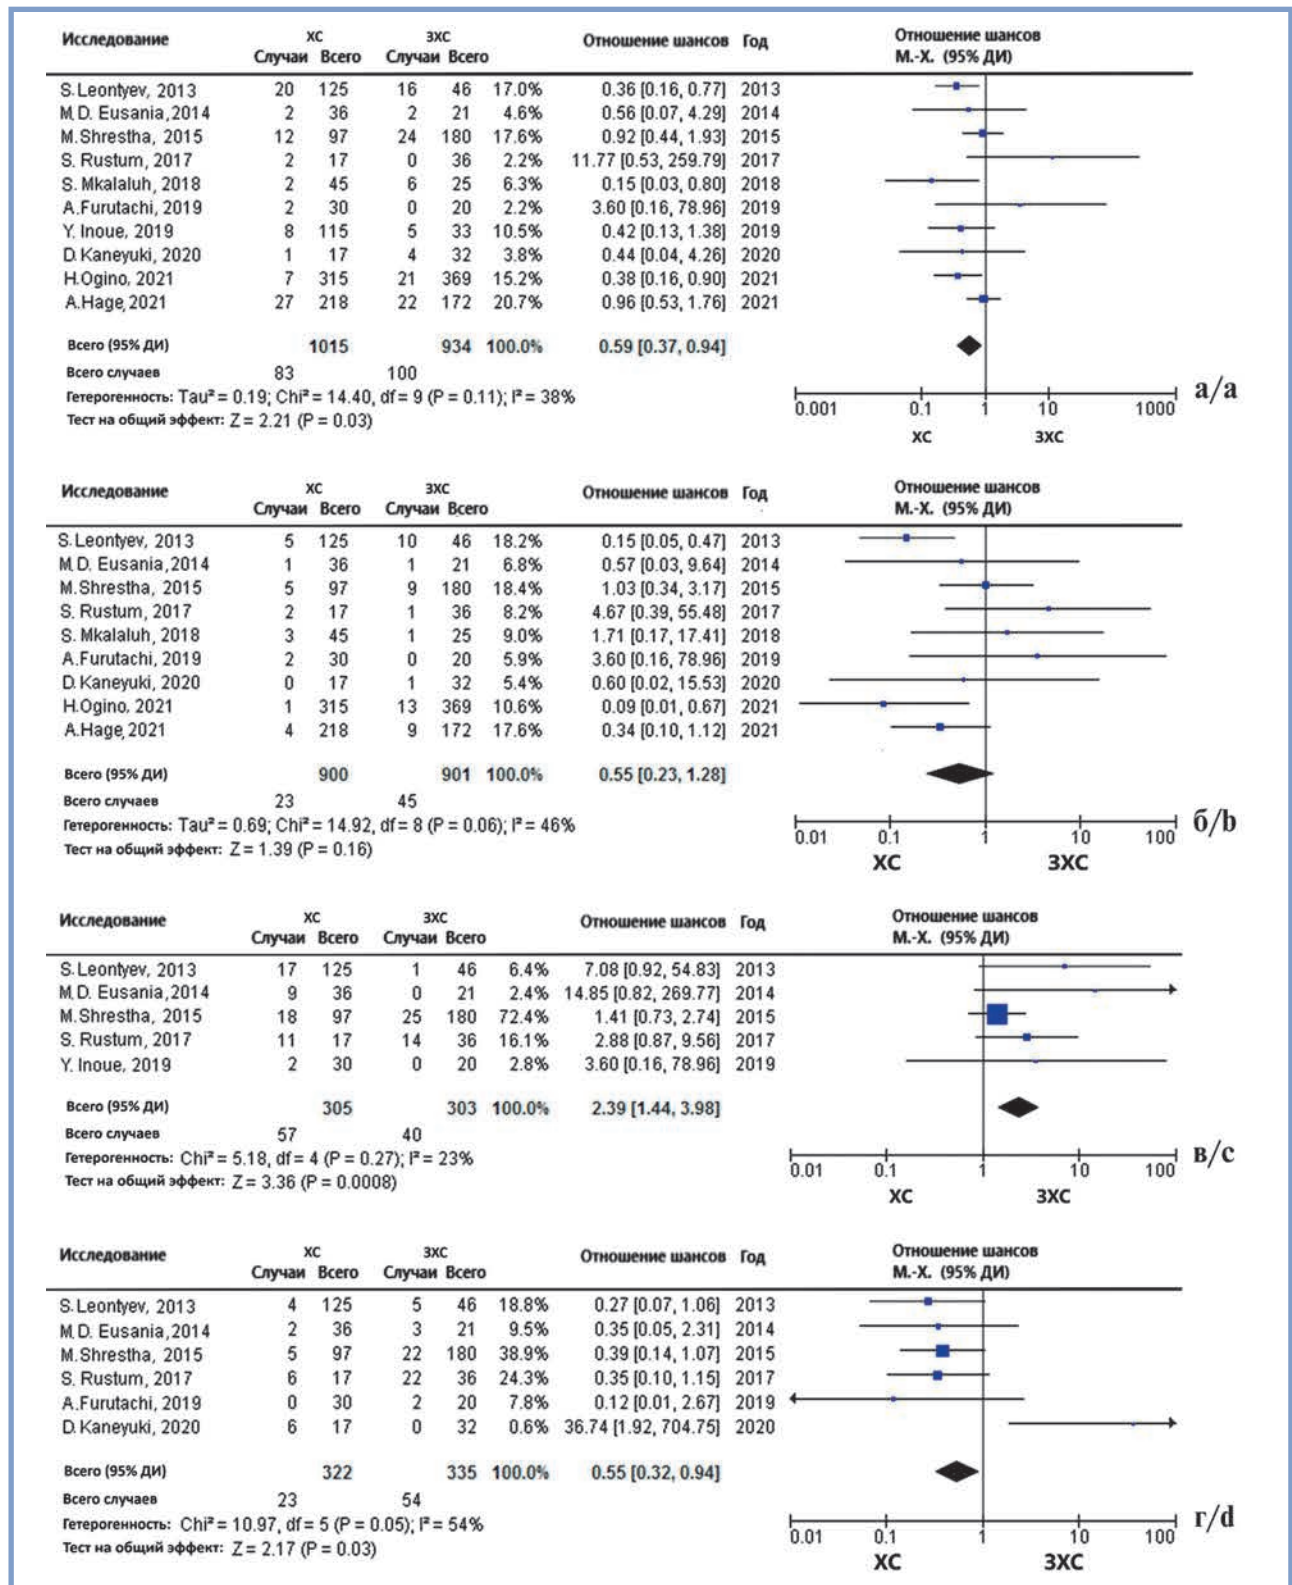 Исследование ХС ЗХС Отношение шансов Год Отношение шансов
Случаи Всего Случаи Всего М.-Х. (95% ДИ)
S.Leontyev, 2013 20 125 16 46 17.0% 0.36 [0.16, 0.77] 2013
M.D. Eusania,2014 2 36 2 21 4.6% 0.56 [0.07, 4.29] 2014
M.Shrestha, 2015 12 97 24 180 17.6% 0.92 [0.44, 1.93] 2015
S. Rustum, 2017 2 17 0 36 2.2% 11.77 [0.53, 259.79] 2017
S. Mkalaluh, 2018 2 45 6 25 6.3% 0.15 [0.03, 0.80] 2018
A.Furutachi, 2019 2 30 0 20 2.2% 3.60 [0.16, 78.96] 2019
Y. Inoue, 2019 8 115 5 33 10.5% 0.42 [0.13, 1.38] 2019
D.Kaneyuki, 2020 1 17 4 32 3.8% 0.44 [0.04, 4.26] 2020
H.Ogino, 2021 7 315 21 369 15.2% 0.38 [0.16, 0.90] 2021
A.Hage,2021 27 218 22 172 20.7% 0.96 [0.53, 1.76] 2021
Всего (95% ДИ) 1015 934 100.0% 0.59 [0.37, 0.94]
Всего случаев 83 100
Гетерогенность: Tau² = 0.19; Chi² = 14.40, df = 9 (P = 0.11); I² = 38%
Тест на общий эффект: Z = 2.21 (P = 0.03)
0.001 0.1 1 10 1000
ХС ЗХС
а/a
Исследование ХС ЗХС Отношение шансов Год Отношение шансов
Случаи Всего Случаи Всего М.-Х. (95% ДИ)
S.Leontyev, 2013 5 125 10 46 18.2% 0.15 [0.05, 0.47] 2013
M.D. Eusania,2014 1 36 1 21 6.8% 0.57 [0.03, 9.64] 2014
M.Shrestha, 2015 5 97 9 180 18.4% 1.03 [0.34, 3.17] 2015
S. Rustum, 2017 2 17 1 36 8.2% 4.67 [0.39, 55.48] 2017
S. Mkalaluh, 2018 3 45 1 25 9.0% 1.71 [0.17, 17.41] 2018
A.Furutachi, 2019 2 30 0 20 5.9% 3.60 [0.16, 78.96] 2019
D.Kaneyuki, 2020 0 17 1 32 5.4% 0.60 [0.02, 15.53] 2020
H.Ogino, 2021 1 315 13 369 10.6% 0.09 [0.01, 0.67] 2021
A.Hage,2021 4 218 9 172 17.6% 0.34 [0.10, 1.12] 2021
Всего (95% ДИ) 900 901 100.0% 0.55 [0.23, 1.28]
Всего случаев 23 45
Гетерогенность: Tau² = 0.69; Chi² = 14.92, df = 8 (P = 0.06); I² = 46%
Тест на общий эффект: Z = 1.39 (P = 0.16)
0.01 0.1 1 10 100
ХС ЗХС
б/b
Исследование ХС ЗХС Отношение шансов Год Отношение шансов
Случаи Всего Случаи Всего М.-Х. (95% ДИ)
S.Leontyev, 2013 17 125 1 46 6.4% 7.08 [0.92, 54.83] 2013
M.D. Eusania,2014 9 36 0 21 2.4% 14.85 [0.82, 269.77] 2014
M.Shrestha, 2015 18 97 25 180 72.4% 1.41 [0.73, 2.74] 2015
S. Rustum, 2017 11 17 14 36 16.1% 2.88 [0.87, 9.56] 2017
Y. Inoue, 2019 2 30 0 20 2.8% 3.60 [0.16, 78.96] 2019
Всего (95% ДИ) 305 303 100.0% 2.39 [1.44, 3.98]
Всего случаев 57 40
Гетерогенность: Chi² = 5.18, df = 4 (P = 0.27); I² = 23%
Тест на общий эффект: Z = 3.36 (P = 0.0008)
0.01 0.1 1 10 100
ХС ЗХС
в/c
Исследование ХС ЗХС Отношение шансов Год Отношение шансов
Случаи Всего Случаи Всего М.-Х. (95% ДИ)
S.Leontyev, 2013 4 125 5 46 18.8% 0.27 [0.07, 1.06] 2013
M.D. Eusania,2014 2 36 3 21 9.5% 0.35 [0.05, 2.31] 2014
M.Shrestha, 2015 5 97 22 180 38.9% 0.39 [0.14, 1.07] 2015
S. Rustum, 2017 6 17 22 36 24.3% 0.35 [0.10, 1.15] 2017
A.Furutachi, 2019 0 30 2 20 7.8% 0.12 [0.01, 2.67] 2019
D.Kaneyuki, 2020 6 17 0 32 0.6% 36.74 [1.92, 704.75] 2020
Всего (95% ДИ) 322 335 100.0% 0.55 [0.32, 0.94]
Всего случаев 23 54
Гетерогенность: Chi² = 10.97, df = 5 (P = 0.05); I² = 54%
Тест на общий эффект: Z = 2.17 (P = 0.03)
0.01 0.1 1 10 100
ХС ЗХС
г/d